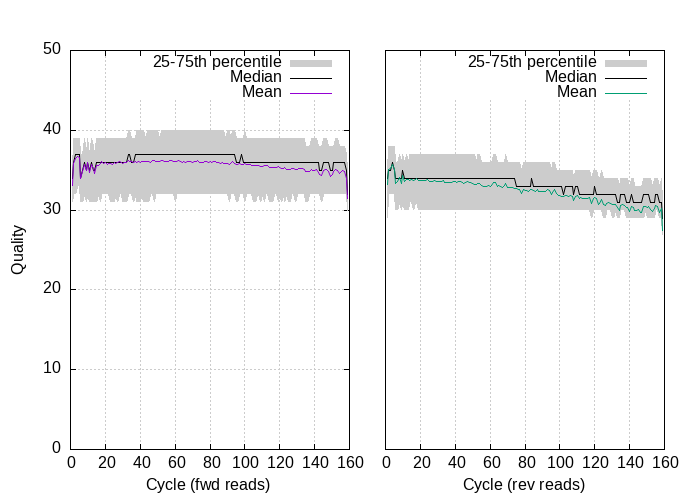 50
40
30
20
10
0
Quality
25-75th percentile
Median
Mean
0 20 40 60 80 100 120 140 160
Cycle (fwd reads)
25-75th percentile
Median
Mean
0 20 40 60 80 100 120 140 160
Cycle (rev reads)